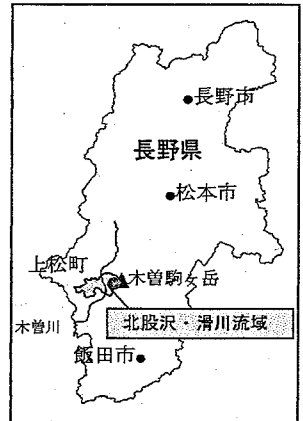 長野市
長野県
松本市
上松町
木曽駒ヶ岳
木曽川
北股沢・滑川流域
飯田市